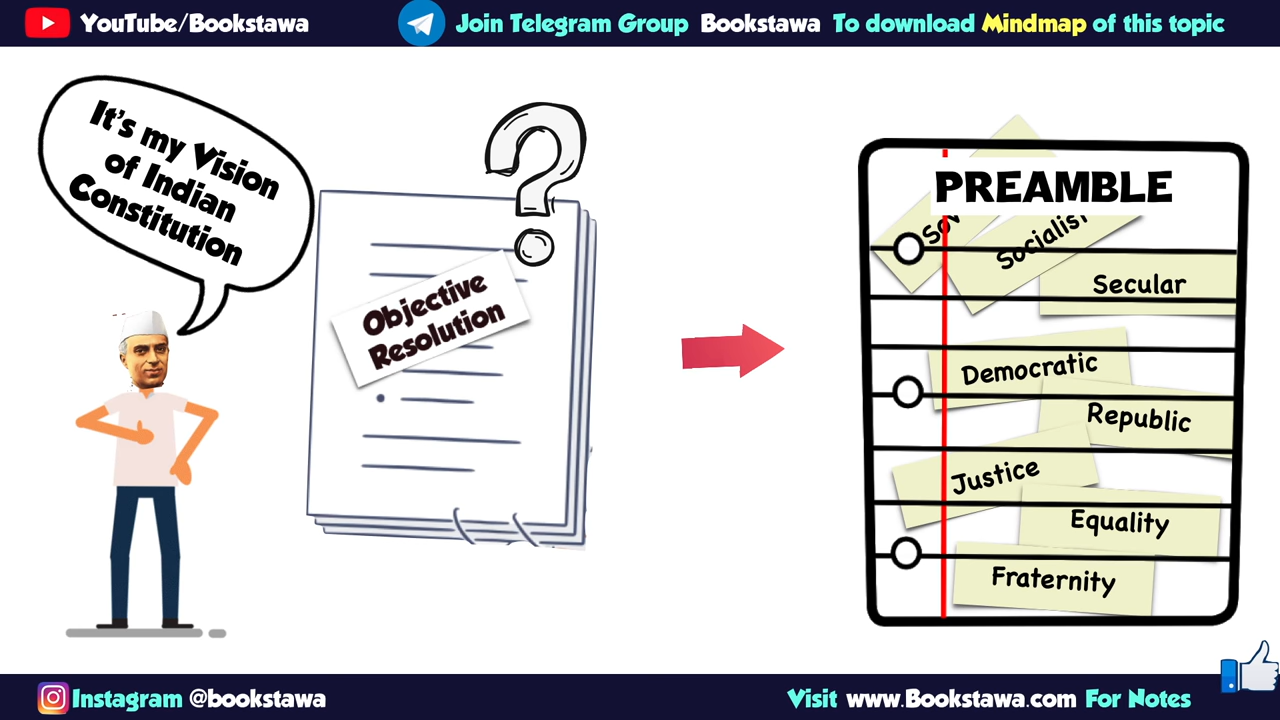 YouTube/Bookstawa
Join Telegram Group Bookstawa To download Mindmap of this topic
It's my Vision
of Indian
Constitution
?
Objective
Resolution
PREAMBLE
Socialist
Secular
Democratic
Republic
Justice
Equality
Fraternity
Instagram @bookstawa
Visit www.Bookstawa.com For Notes